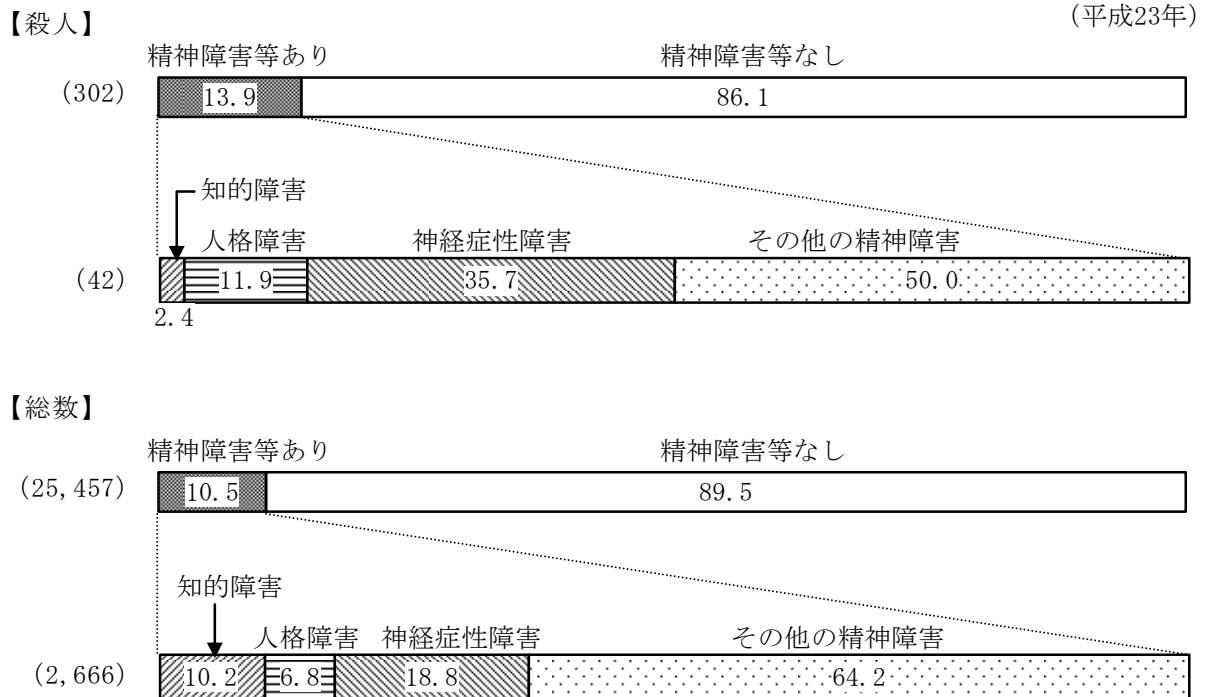 (平成23年)
【殺人】
精神障害等あり 精神障害等なし
(302) 13.9 86.1
知的障害
人格障害 神経症性障害 その他の精神障害
(42) 11.9 35.7 50.0
2.4
【総数】
精神障害等あり 精神障害等なし
(25,457) 10.5 89.5
知的障害
人格障害 神経症性障害 その他の精神障害
(2,666) 10.2 6.8 18.8 64.2